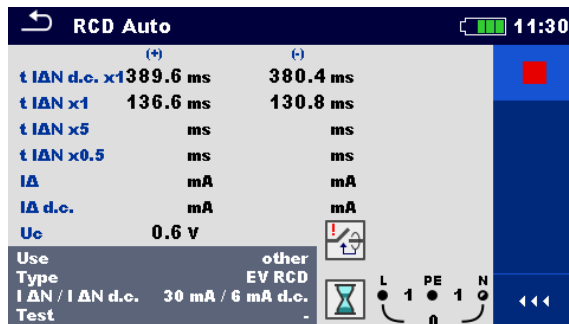 RCD Auto 11:30
(+) (-)
t IΔN d.c. x1 389.6 ms 380.4 ms
t IΔN x1 136.6 ms 130.8 ms
t IΔN x5 ms ms
t IΔN x0.5 ms ms
IΔ mA mA
IΔ d.c. mA mA
Uc 0.6 V
Use other
Type EV RCD
I ΔN / I ΔN d.c. 30 mA / 6 mA d.c.
Test -
L PE N
1 1
0